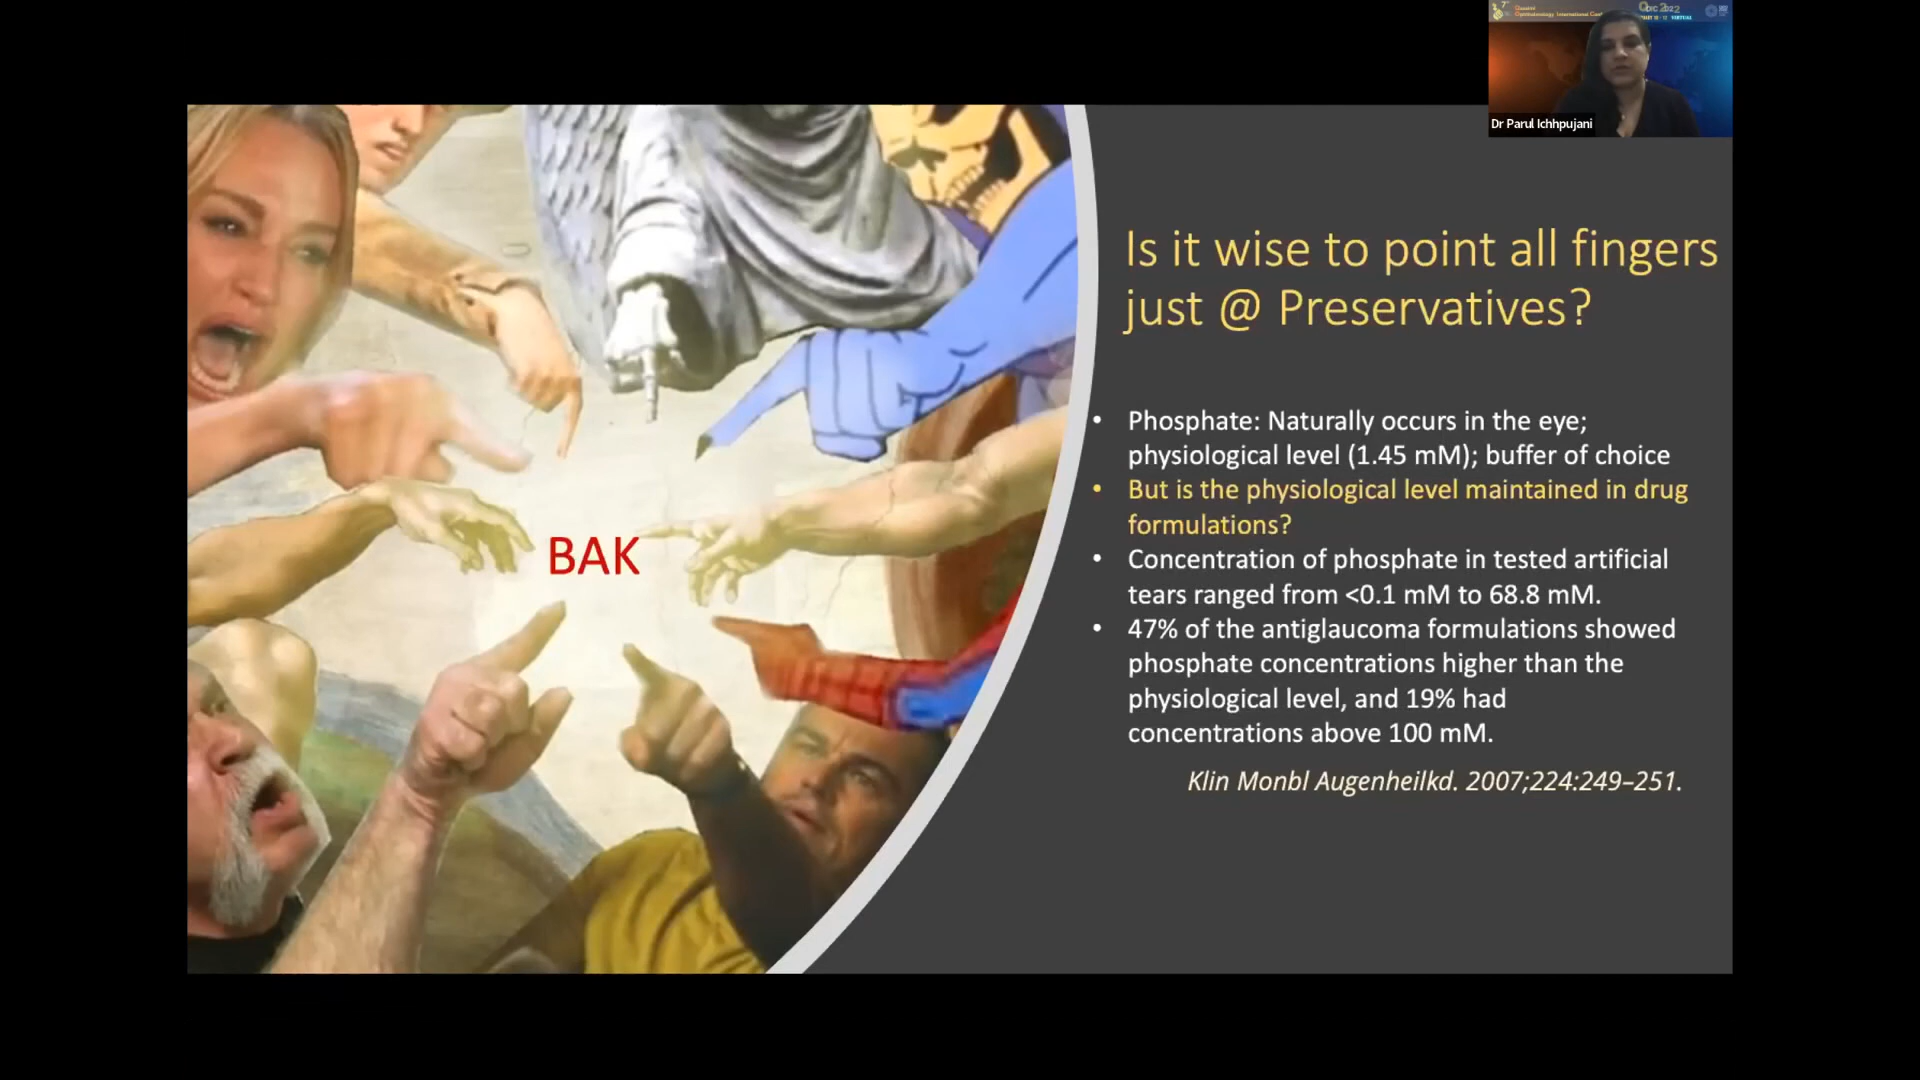 Dr Parul Ichhpujani
Is it wise to point all fingers
just @ Preservatives?
• Phosphate: Naturally occurs in the eye;
physiological level (1.45 mM); buffer of choice
• But is the physiological level maintained in drug
formulations?
• Concentration of phosphate in tested artificial
tears ranged from <0.1 mM to 68.8 mM.
• 47% of the antiglaucoma formulations showed
phosphate concentrations higher than the
physiological level, and 19% had
concentrations above 100 mM.
Klin Monbl Augenheilkd. 2007;224:249–251.
BAK